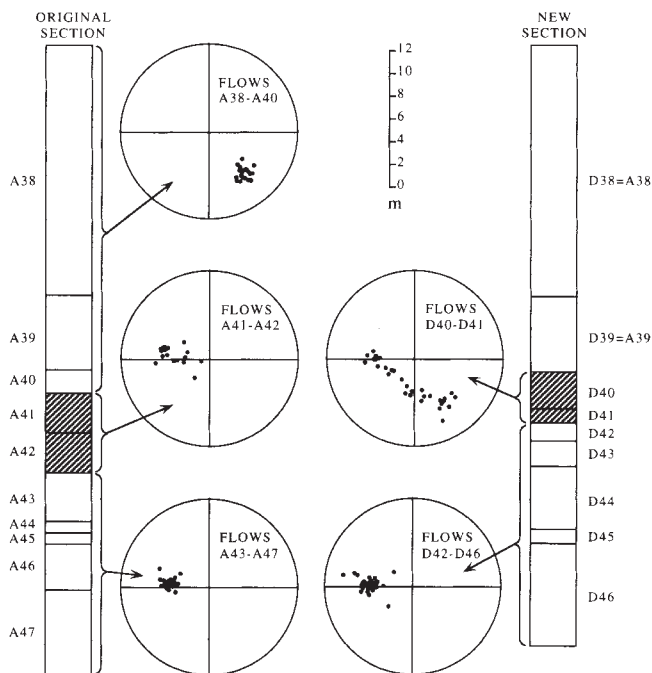 ORIGINAL
SECTION
A38
A39
A40
A41
A42
A43
A44
A45
A46
A47
FLOWS
A38-A40
FLOWS
A41-A42
FLOWS
A43-A47
12
10
8
6
4
2
0
m
FLOWS
D40-D41
FLOWS
D42-D46
NEW
SECTION
D38=A38
D39=A39
D40
D41
D42
D43
D44
D45
D46